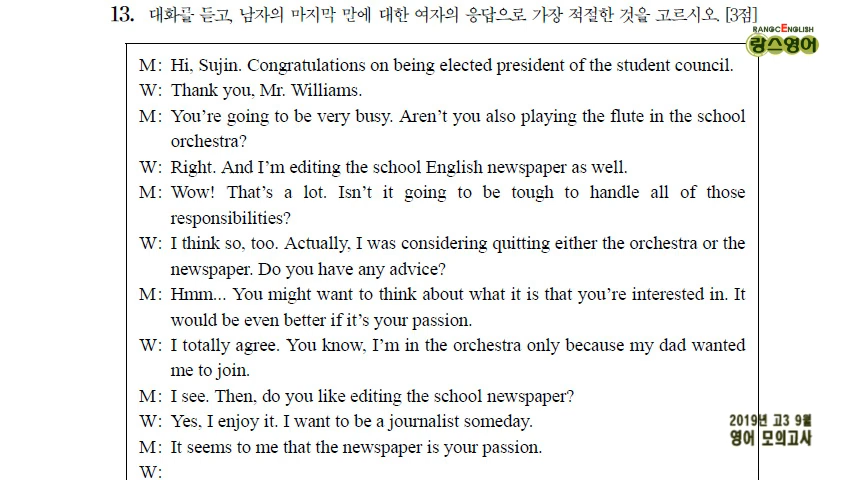 13. 대화를 듣고, 남자의 마지막 말에 대한 여자의 응답으로 가장 적절한 것을 고르시오. [3점]
RANGCENGLISH
랑스영어
M: Hi, Sujin. Congratulations on being elected president of the student council.
W: Thank you, Mr. Williams.
M: You're going to be very busy. Aren't you also playing the flute in the school
orchestra?
W: Right. And I'm editing the school English newspaper as well.
M: Wow! That's a lot. Isn't it going to be tough to handle all of those
responsibilities?
W: I think so, too. Actually, I was considering quitting either the orchestra or the
newspaper. Do you have any advice?
M: Hmm... You might want to think about what it is that you're interested in. It
would be even better if it's your passion.
W: I totally agree. You know, I'm in the orchestra only because my dad wanted
me to join.
M: I see. Then, do you like editing the school newspaper?
W: Yes, I enjoy it. I want to be a journalist someday.
M: It seems to me that the newspaper is your passion.
W:
2019년 고3 9월
영어 모의고사